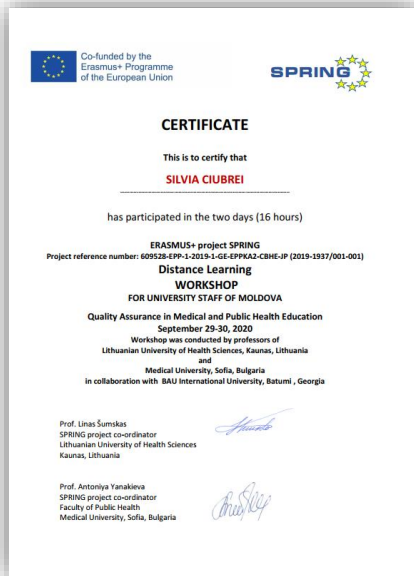 Co-funded by the
Erasmus+ Programme
of the European Union
SPRING
CERTIFICATE
This is to certify that
SILVIA CIUBREI
has participated in the two days (16 hours)
ERASMUS+ project SPRING
Project reference number: 609528-EPP-1-2019-1-GE-EPPKA2-CBHE-JP (2019-1937/001-001)
Distance Learning
WORKSHOP
FOR UNIVERSITY STAFF OF MOLDOVA
Quality Assurance in Medical and Public Health Education
September 29-30, 2020
Workshop was conducted by professors of
Lithuanian University of Health Sciences, Kaunas, Lithuania
and
Medical University, Sofia, Bulgaria
in collaboration with BAU International University, Batumi , Georgia
Prof. Linas Šumskas
SPRING project co-ordinator
Lithuanian University of Health Sciences
Kaunas, Lithuania
Prof. Antoniya Yanakieva
SPRING project co-ordinator
Faculty of Public Health
Medical University, Sofia, Bulgaria